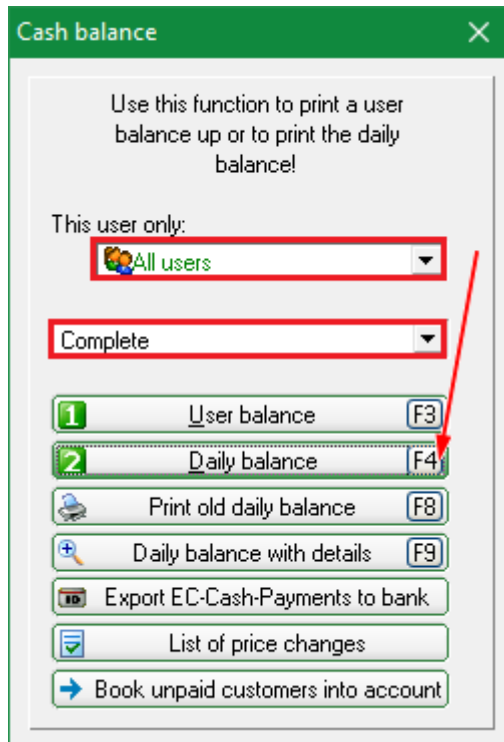 Cash balance
Use this function to print a user
balance up or to print the daily
balance!
This user only:
All users
Complete
1 User balance F3
2 Daily balance F4
Print old daily balance F8
Daily balance with details F9
Export EC-Cash-Payments to bank
List of price changes
Book unpaid customers into account